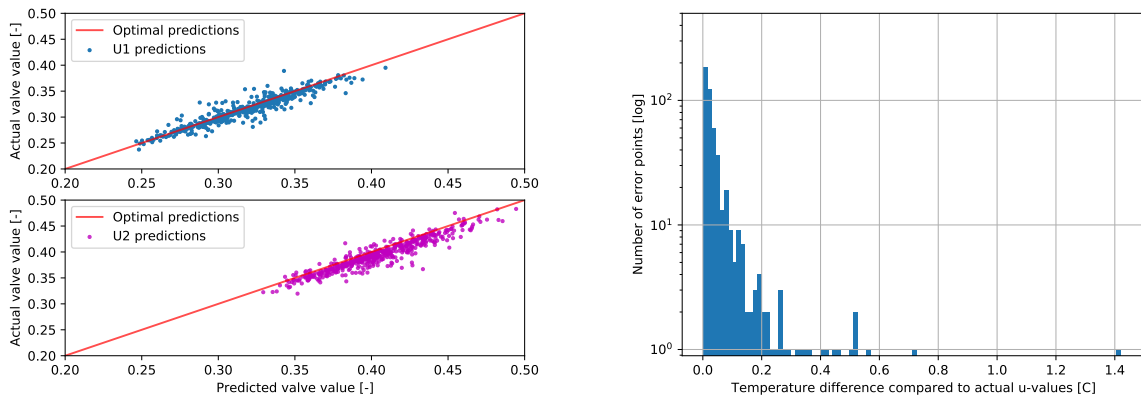 Actual valve value [-]
0.50
0.45
0.40
0.35
0.30
0.25
0.20
Optimal predictions
U1 predictions
0.20 0.25 0.30 0.35 0.40 0.45 0.50
Actual valve value [-]
0.50
0.45
0.40
0.35
0.30
0.25
0.20
Optimal predictions
U2 predictions
0.20 0.25 0.30 0.35 0.40 0.45 0.50
Predicted valve value [-]
Number of error points [log]
10²
10¹
10⁰
0.0 0.2 0.4 0.6 0.8 1.0 1.2 1.4
Temperature difference compared to actual u-values [C]